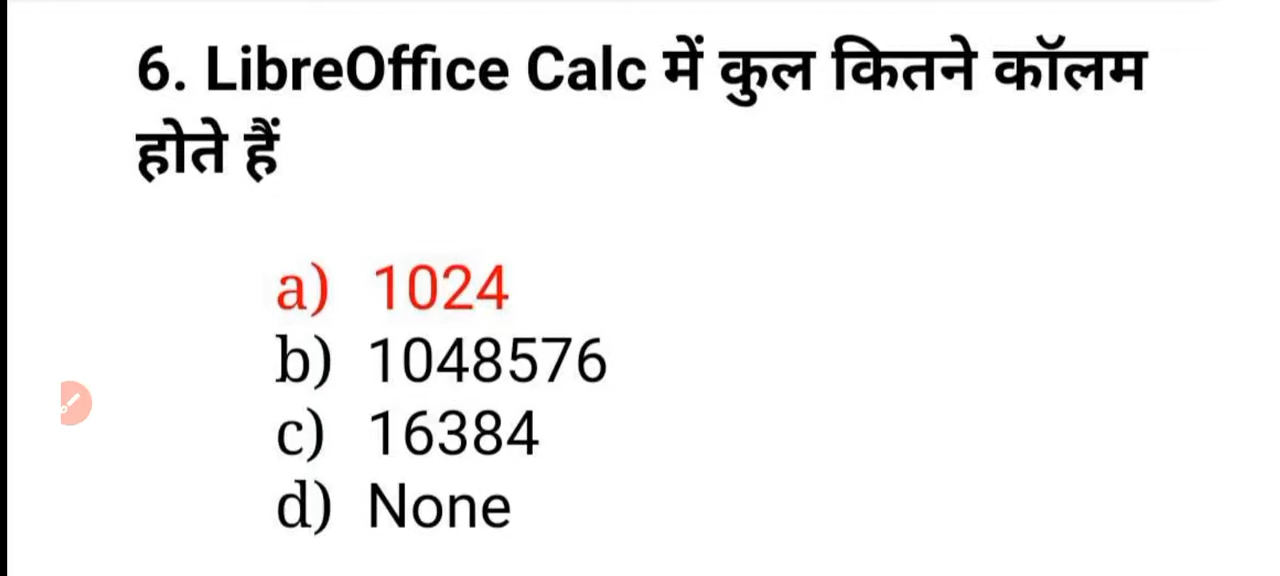 6. LibreOffice Calc में कुल कितने कॉलम
होते हैं
a) 1024
b) 1048576
c) 16384
d) None